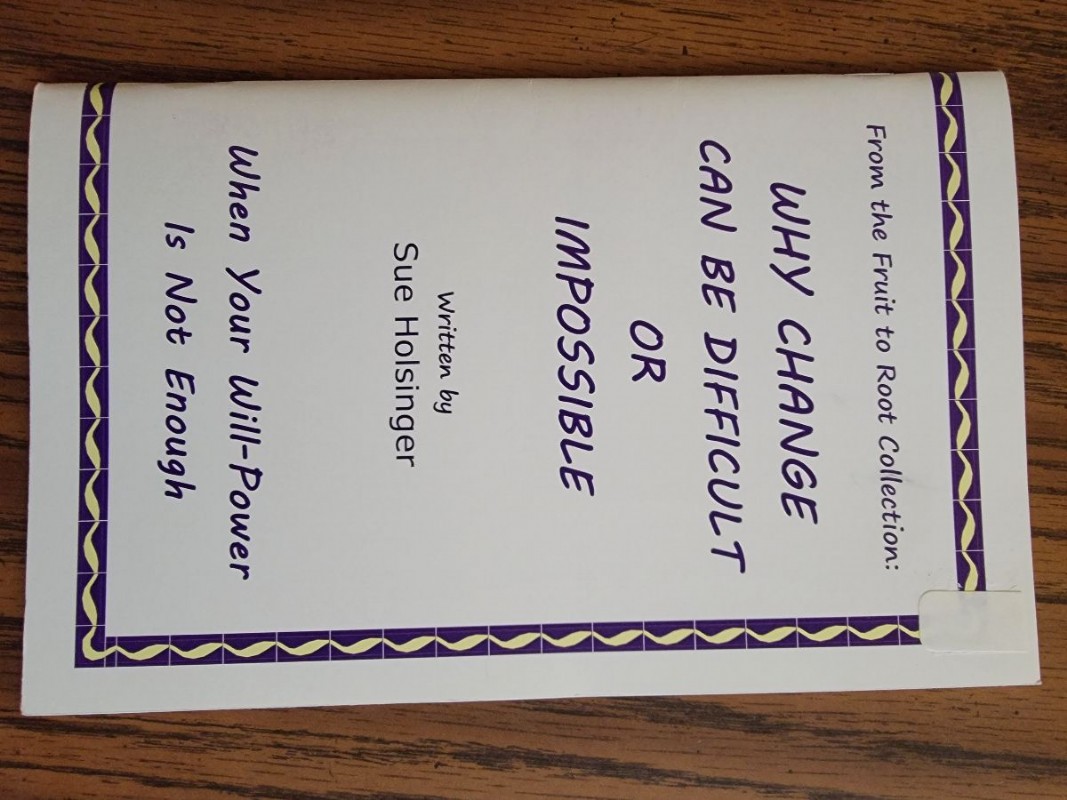 From the Fruit to Root Collection:
WHY CHANGE
CAN BE DIFFICULT
OR
IMPOSSIBLE
Written by
Sue Holsinger
When Your Will-Power
Is Not Enough